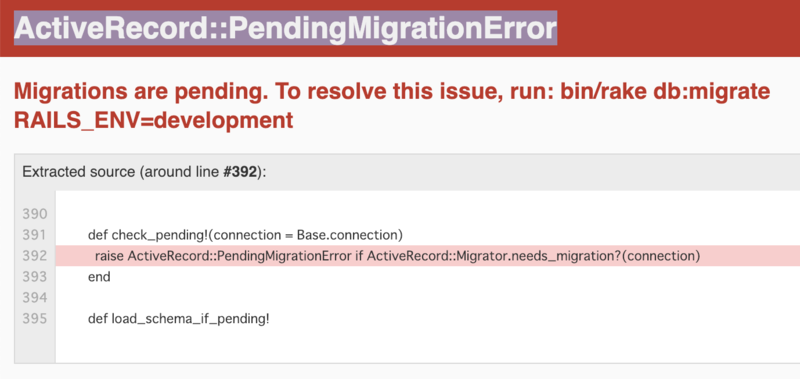 ActiveRecord::PendingMigrationError
Migrations are pending. To resolve this issue, run: bin/rake db:migrate
RAILS_ENV=development
Extracted source (around line #392):
390
391 def check_pending!(connection = Base.connection)
392 raise ActiveRecord::PendingMigrationError if ActiveRecord::Migrator.needs_migration?(connection)
393 end
394
395 def load_schema_if_pending!